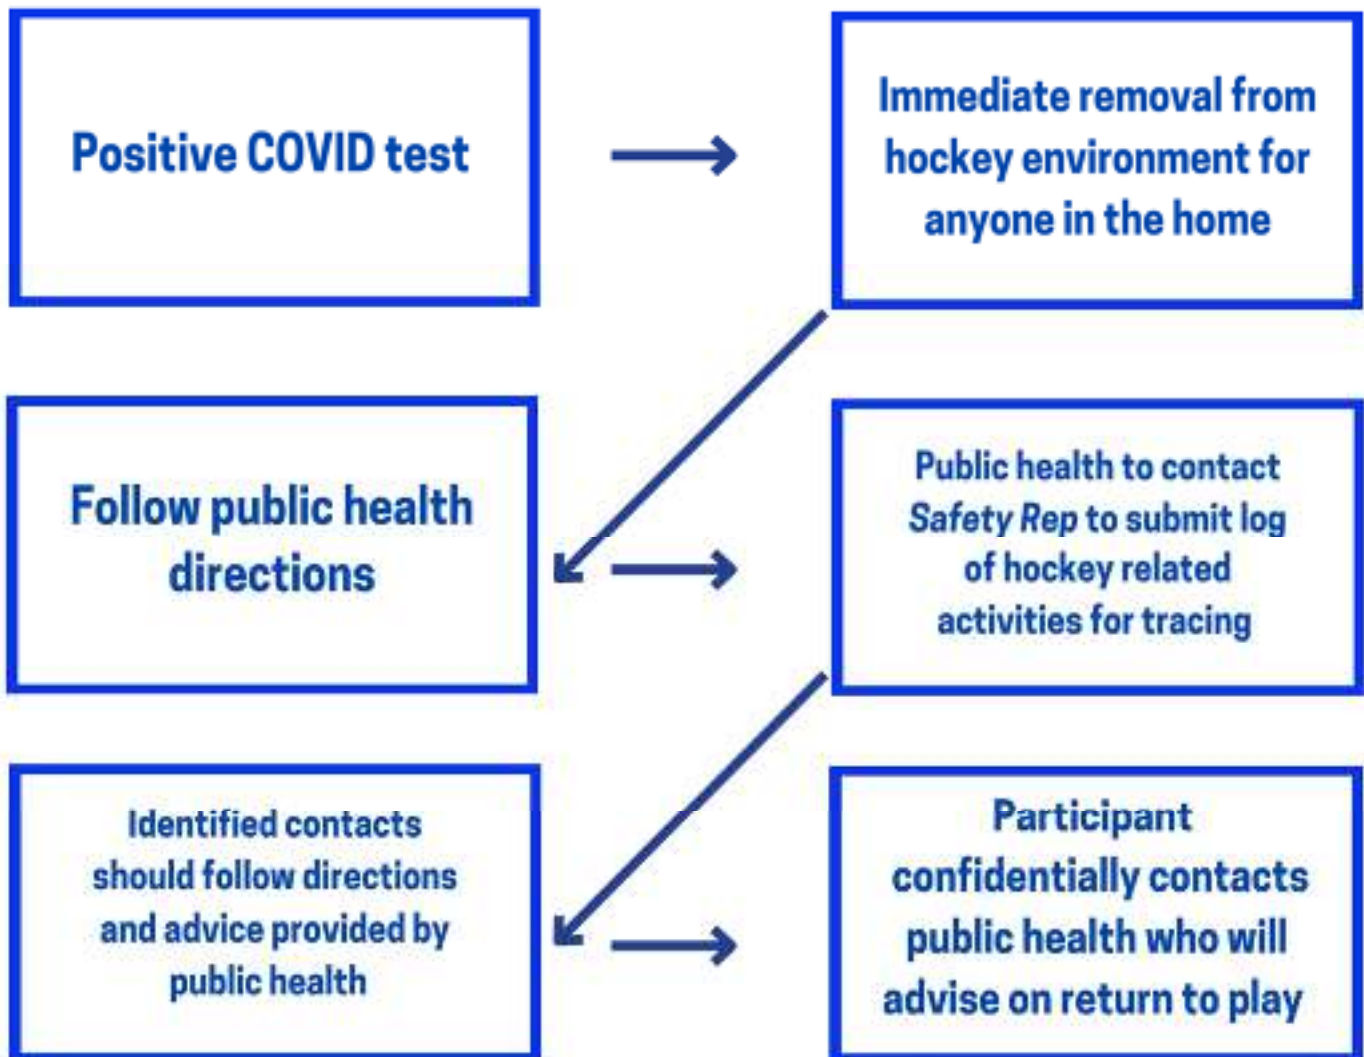 Positive COVID test
Immediate removal from
hockey environment for
anyone in the home
Follow public health
directions
Public health to contact
Safety Rep to submit log
of hockey related
activities for tracing
Identified contacts
should follow directions
and advice provided by
public health
Participant
confidentially contacts
public health who will
advise on return to play